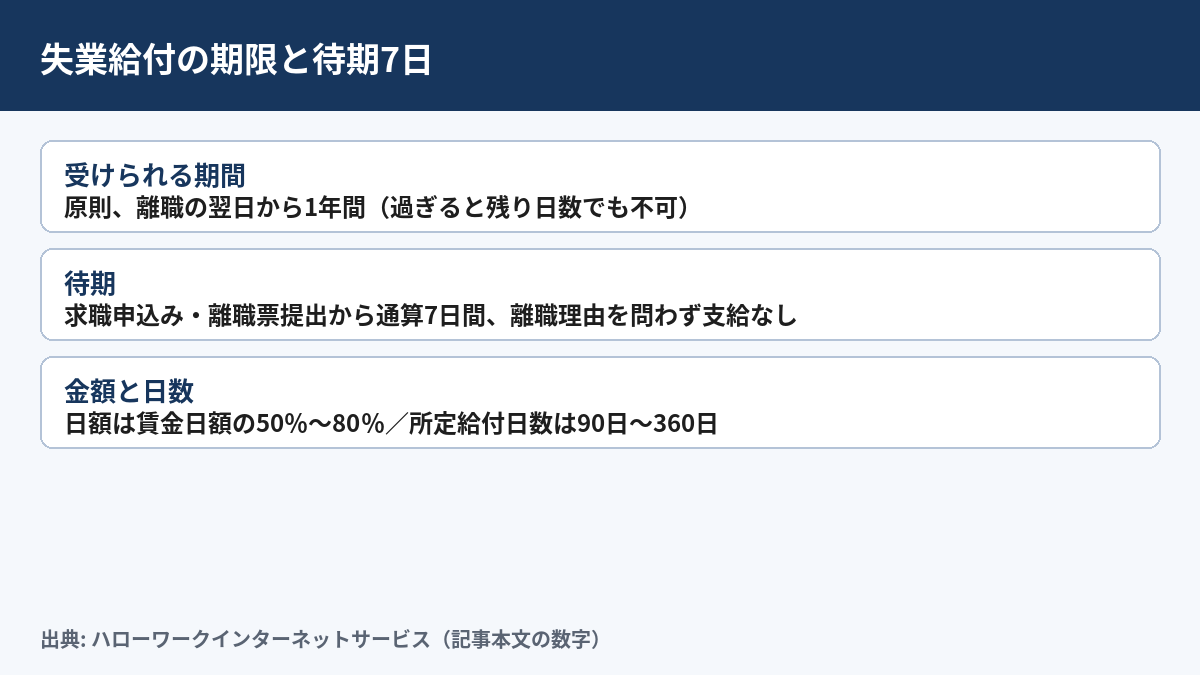 失業給付の期限と待期7日
受けられる期間
原則、離職の翌日から1年間（過ぎると残り日数でも不可）
待期
求職申込み・離職票提出から通算7日間、離職理由を問わず支給なし
金額と日数
日額は賃金日額の50％〜80％／所定給付日数は90日〜360日
出典: ハローワークインターネットサービス（記事本文の数字）